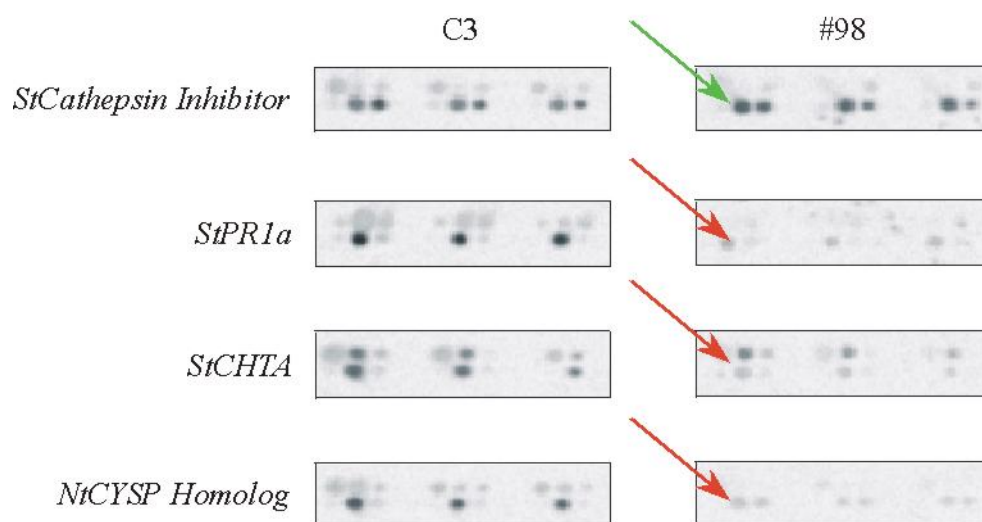 C3 #98
StCathepsin Inhibitor
StPR1a
StCHTA
NtCYSP Homolog